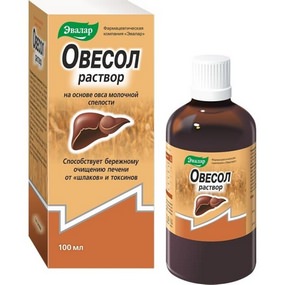 Эвалар
Фармацевтическая
компания «Эвалар»
Овесол
раствор
на основе овса молочной
спелости
Способствует бережному
очищению печени
от «шлаков» и токсинов
100 мл
Эвалар
Овесол
раствор